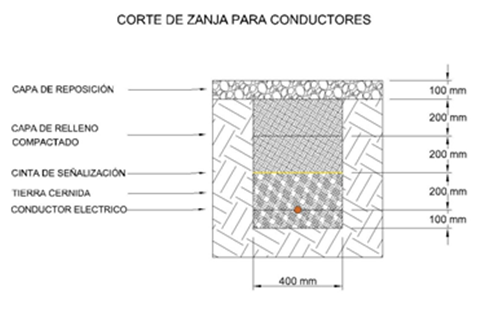 CORTE DE ZANJA PARA CONDUCTORES
CAPA DE REPOSICIÓN
100 mm
200 mm
CAPA DE RELLENO
COMPACTADO
200 mm
CINTA DE SEÑALIZACIÓN
TIERRA CERNIDA
200 mm
CONDUCTOR ELECTRICO
100 mm
400 mm